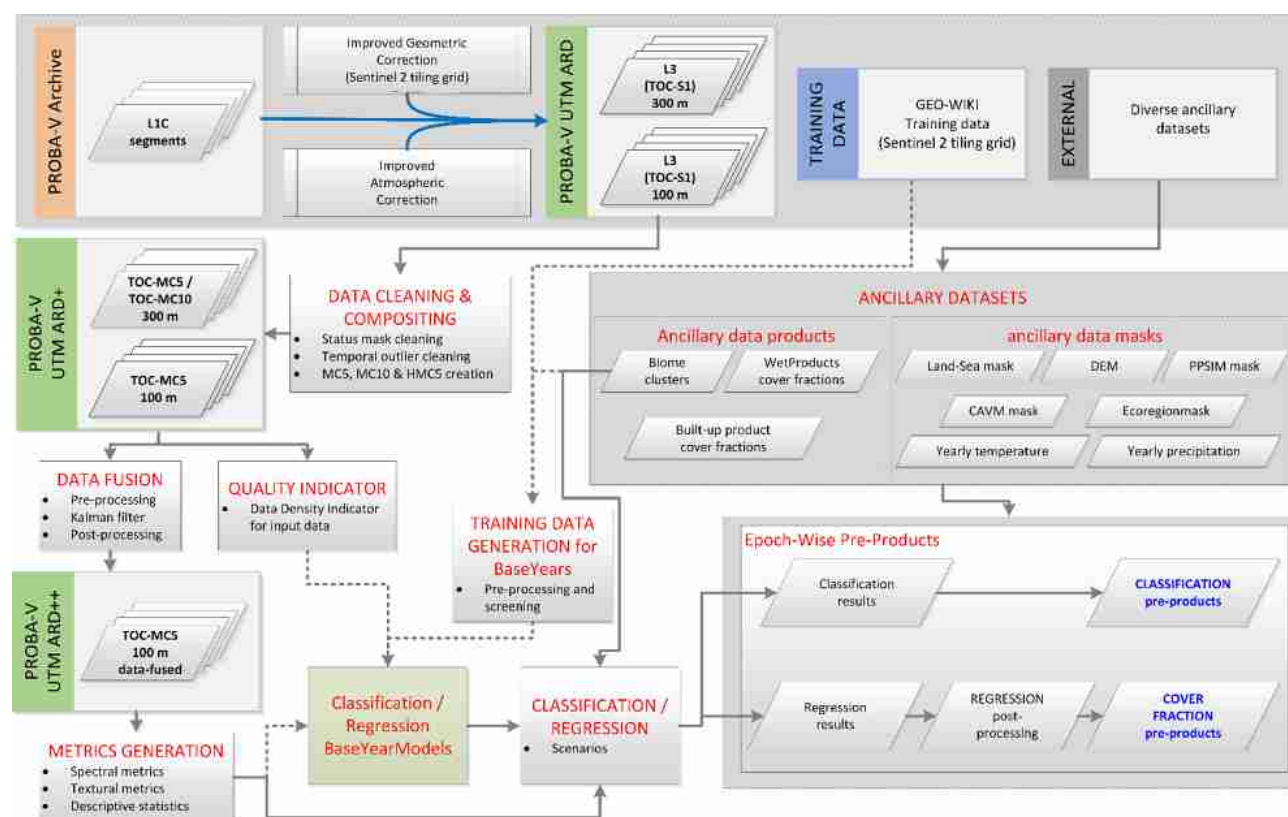 PROBA-V Archive
L1C
segments
Improved Geometric
Correction
(Sentinel 2 tiling grid)
Improved
Atmospheric
Correction
PROBA-V UTM ARD
L3
(TOC-S1)
300 m
L3
(TOC-S1)
100 m
TRAINING
DATA
GEO-WIKI
Training data
(Sentinel 2 tiling grid)
EXTERNAL
Diverse ancillary
datasets
PROBA-V
UTM ARD+
TOC-MC5 /
TOC-MC10
300 m
TOC-MC5
100 m
DATA CLEANING &
COMPOSITING
• Status mask cleaning
• Temporal outlier cleaning
• MC5, MC10 & HMC5 creation
ANCILLARY DATASETS
Ancillary data products
Biome
clusters
WetProducts
cover fractions
Built-up product
cover fractions
ancillary data masks
Land-Sea mask
DEM
PPSIM mask
CAVM mask
Ecoregionmask
Yearly temperature
Yearly precipitation
DATA FUSION
• Pre-processing
• Kalman filter
• Post-processing
QUALITY INDICATOR
• Data Density Indicator
for input data
TRAINING DATA
GENERATION for
BaseYears
• Pre-processing and
screening
Epoch-Wise Pre-Products
Classification
results
CLASSIFICATION
pre-products
Regression
results
REGRESSION
post-
processing
COVER
FRACTION
pre-products
PROBA-V
UTM ARD++
TOC-MC5
100 m
data-fused
Classification /
Regression
BaseYearModels
CLASSIFICATION /
REGRESSION
• Scenarios
METRICS GENERATION
• Spectral metrics
• Textural metrics
• Descriptive statistics